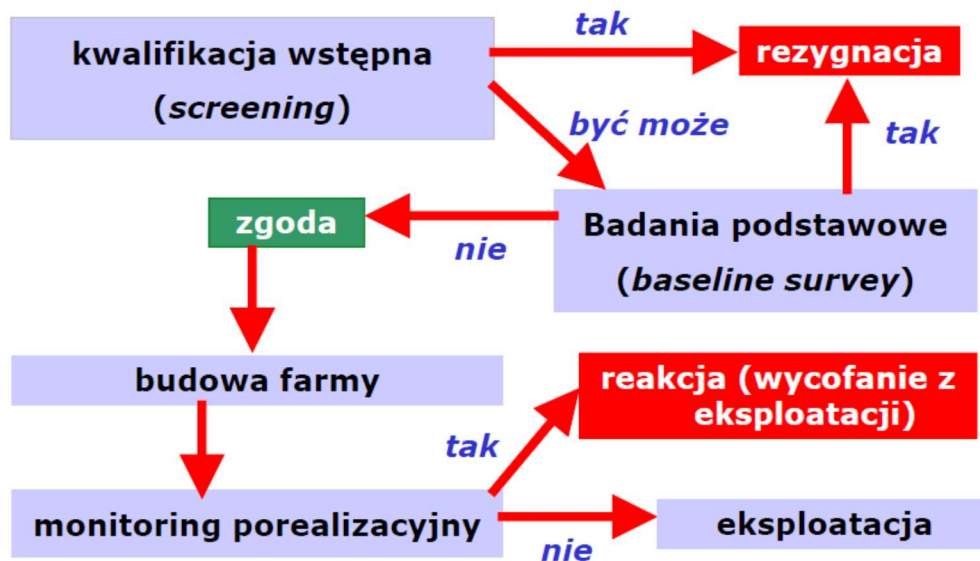 kwalifikacja wstępna
(screening)
tak
rezygnacja
być może
tak
zgoda
nie
Badania podstawowe
(baseline survey)
budowa farmy
reakcja (wycofanie z
eksploatacji)
tak
monitoring porealizacyjny
nie
eksploatacja